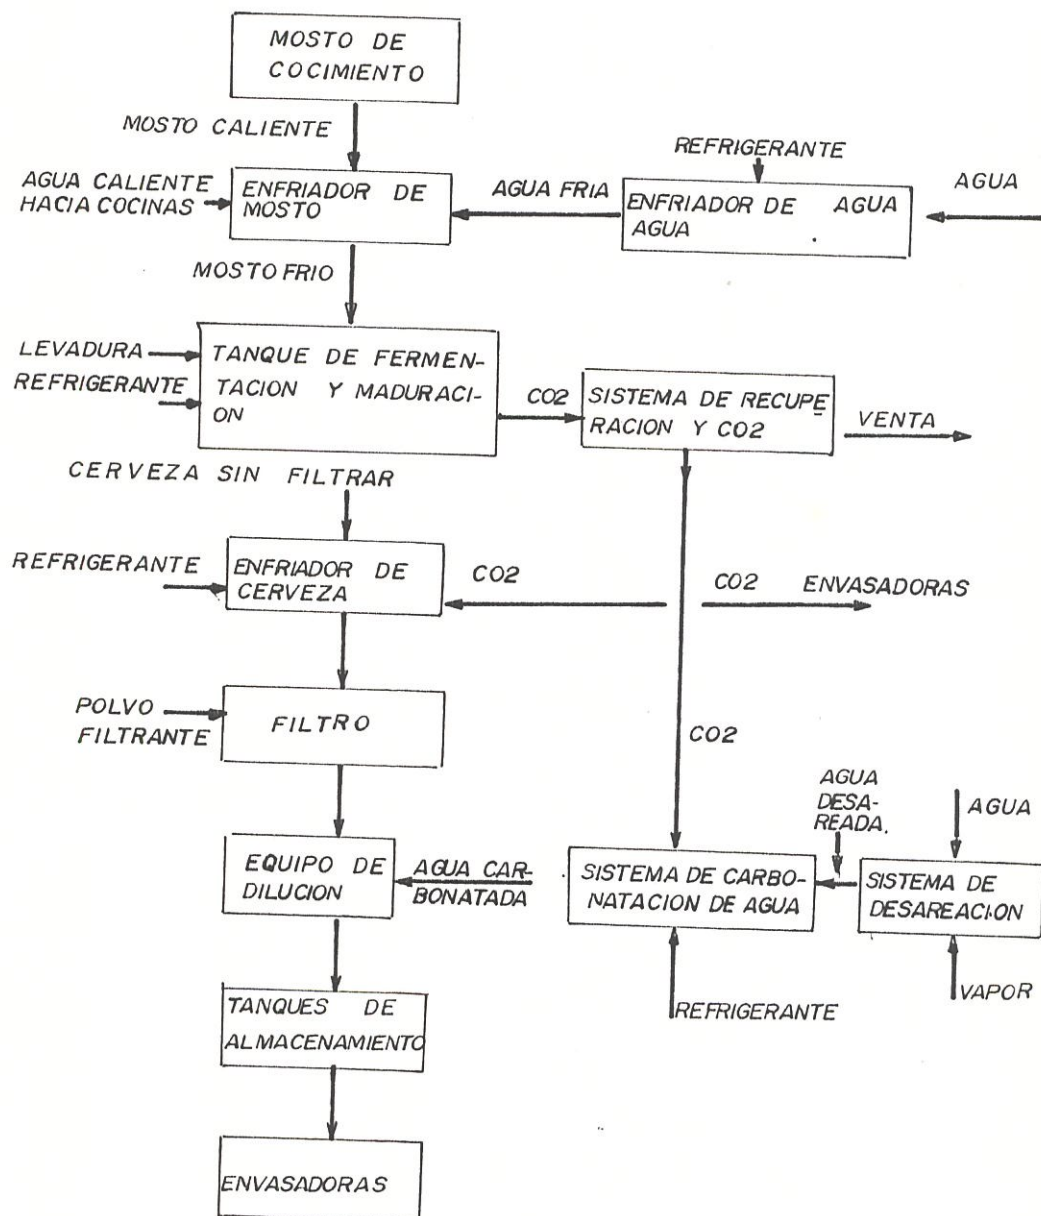 MOSTO DE
COCIMIENTO
MOSTO CALIENTE
REFRIGERANTE
AGUA CALIENTE
HACIA COCINAS
ENFRIADOR DE
MOSTO
AGUA FRIA
ENFRIADOR DE AGUA
AGUA
AGUA
MOSTO FRIO
LEVADURA
REFRIGERANTE
TANQUE DE FERMEN-
TACION Y MADURACI-
ION
CO2
SISTEMA DE RECUPE
RACION Y CO2
VENTA
CERVEZA SIN FILTRAR
REFRIGERANTE
ENFRIADOR DE
CERVEZA
CO2
CO2 ENVASADORAS
POLVO
FILTRANTE
FILTRO
CO2
AGUA
DESA-
READA.
AGUA
EQUIPO DE
DILUCION
AGUA CAR-
BONATADA
SISTEMA DE CARBO-
NATACION DE AGUA
SISTEMA DE
DESAREACION
REFRIGERANTE
VAPOR
TANQUES DE
ALMACENAMIENTO
ENVASADORAS